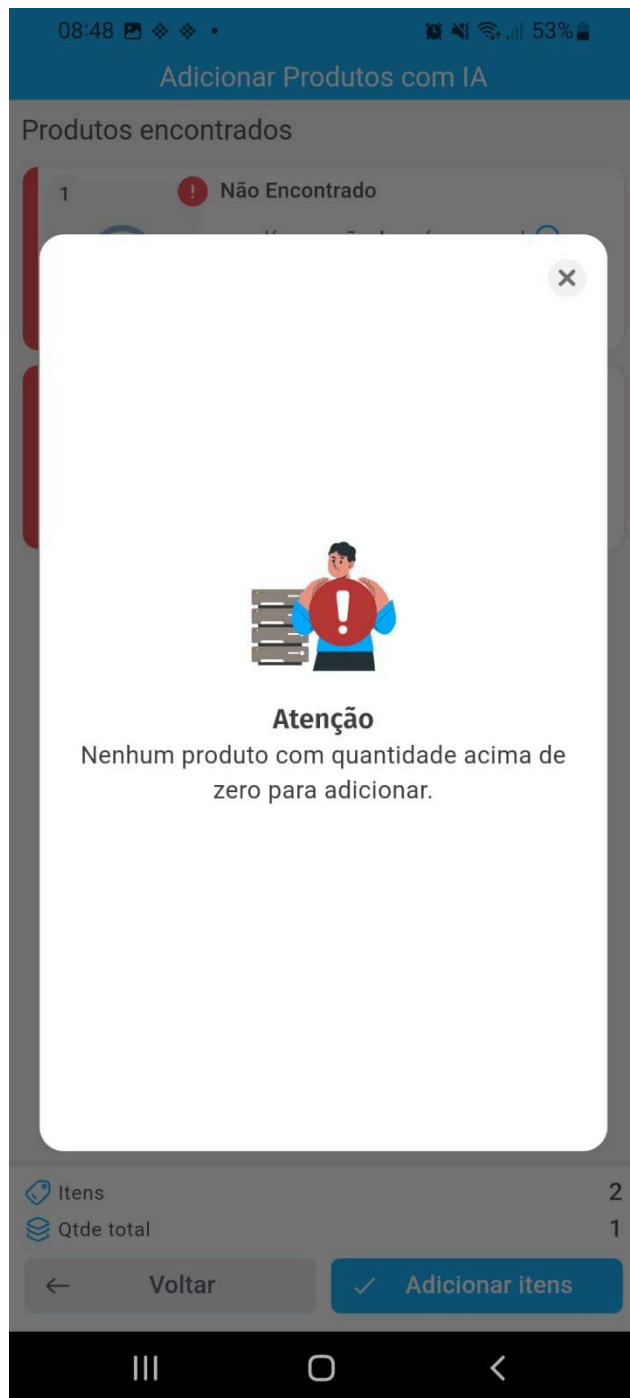 08:48
53%
Adicionar Produtos com IA
Produtos encontrados
1
Não Encontrado
Atenção
Nenhum produto com quantidade acima de
zero para adicionar.
Itens 2
Qtde total 1
Voltar
Adicionar itens